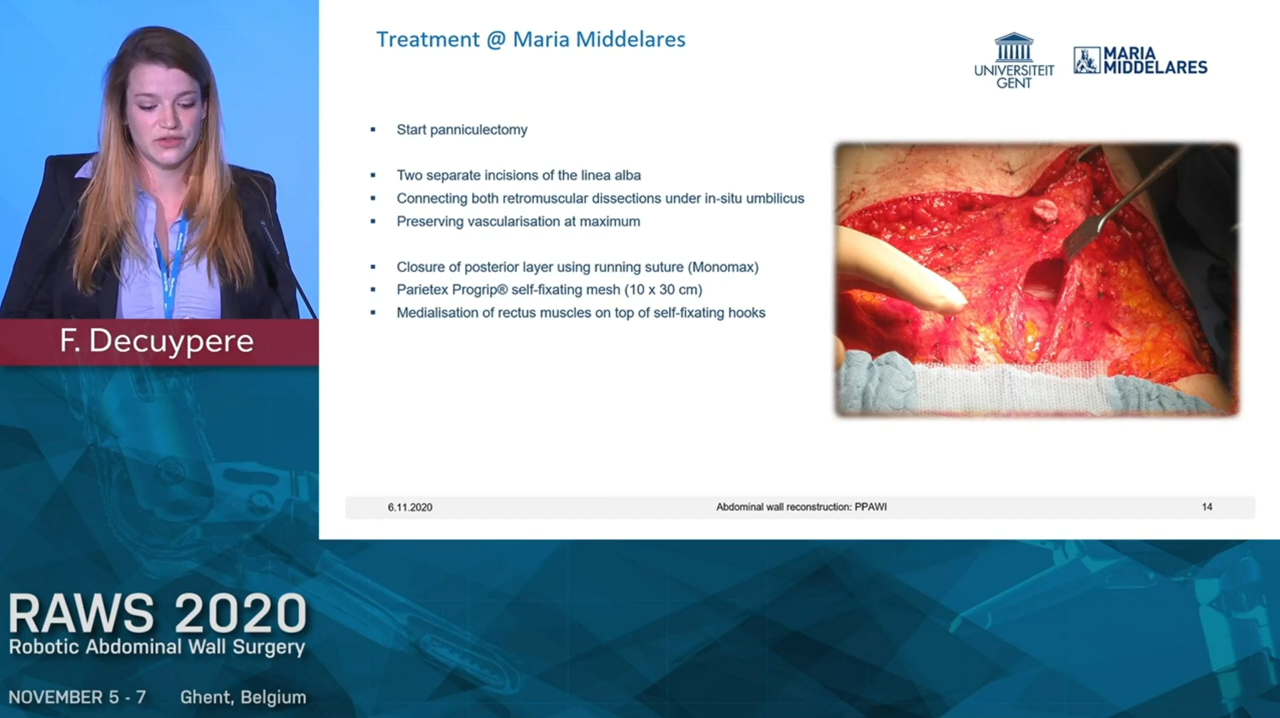 Treatment @ Maria Middelares
UNIVERSITEIT
GENT
MARIA
MIDDELARES
▪ Start panniculectomy
▪ Two separate incisions of the linea alba
▪ Connecting both retromuscular dissections under in-situ umbilicus
▪ Preserving vascularisation at maximum
▪ Closure of posterior layer using running suture (Monomax)
▪ Parietex Progrip® self-fixating mesh (10 x 30 cm)
▪ Medialisation of rectus muscles on top of self-fixating hooks
F. Decuypere
6.11.2020 Abdominal wall reconstruction: PPAWI 14
RAWS 2020
Robotic Abdominal Wall Surgery
NOVEMBER 5 - 7 Ghent, Belgium